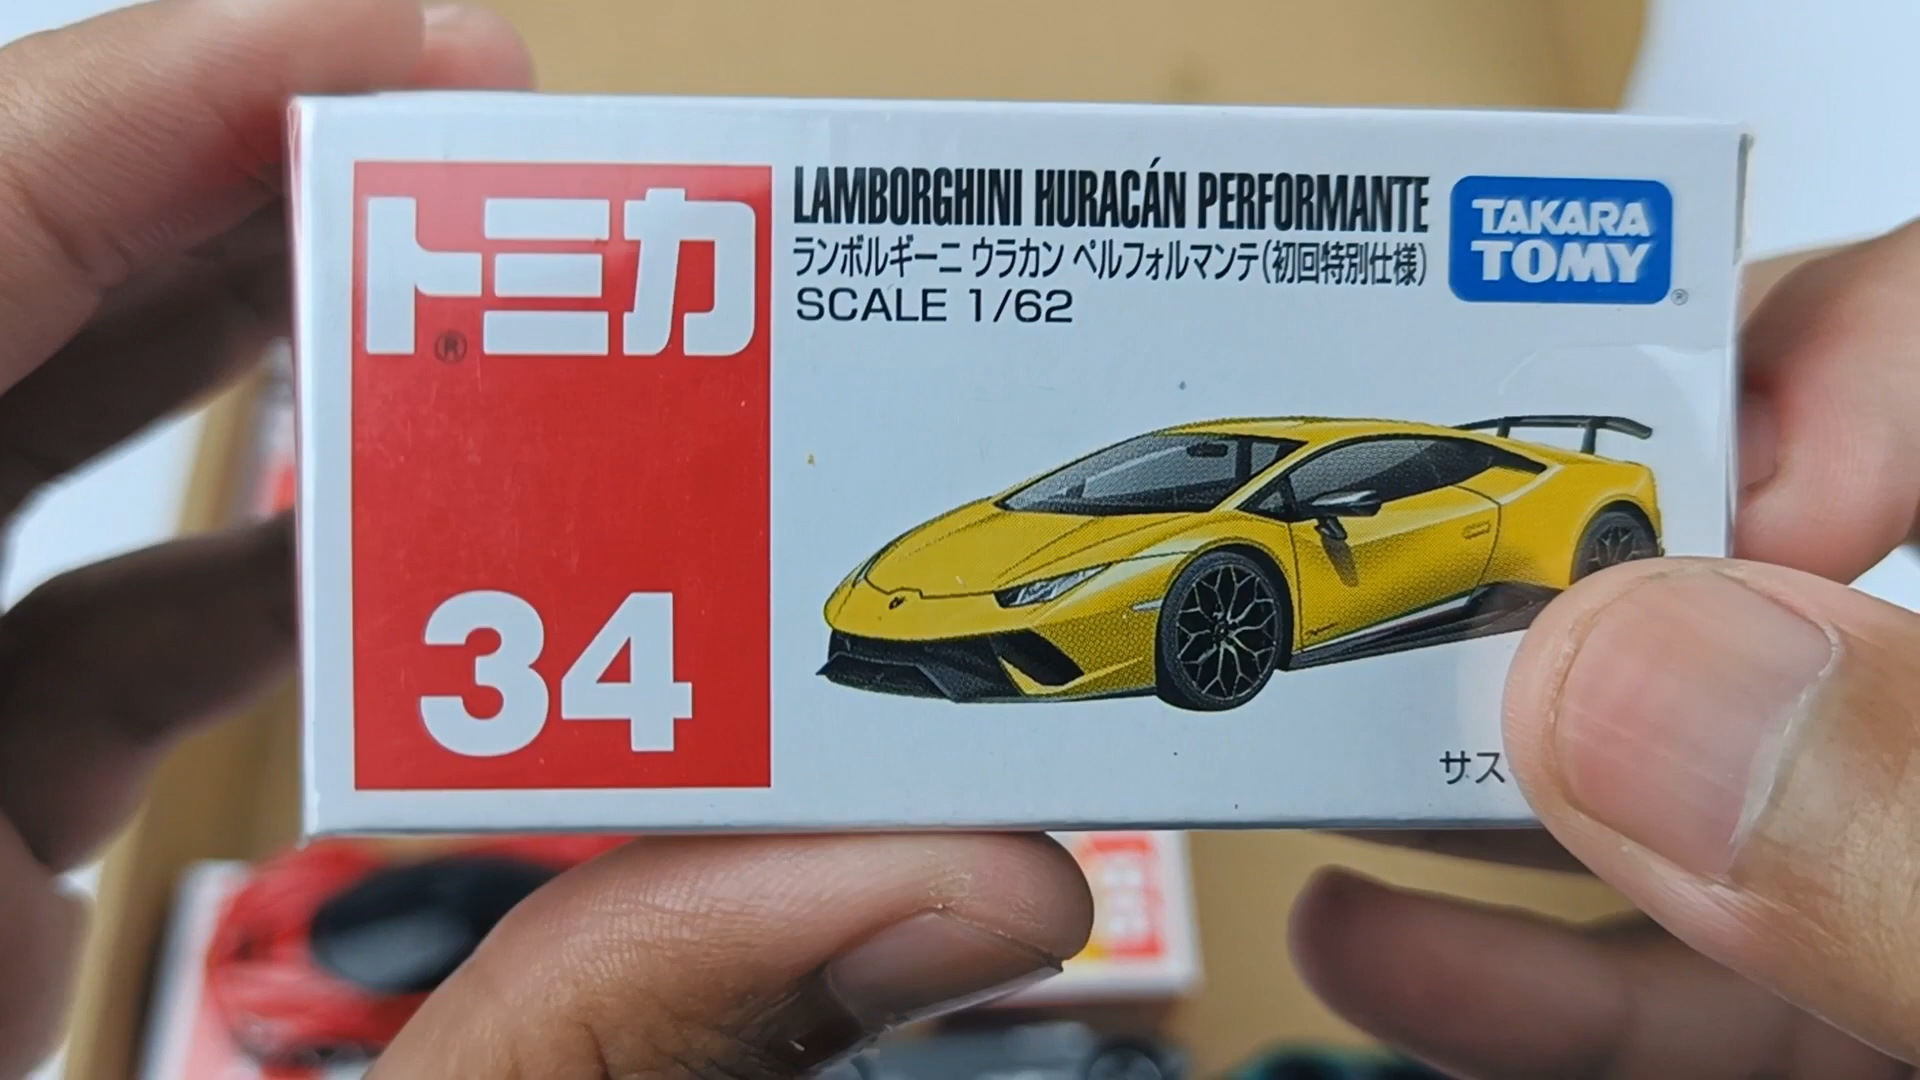 トミカ
®
34
LAMBORGHINI HURACÁN PERFORMANTE
ランボルギーニ ウラカン ペルフォルマンテ(初回特別仕様)
SCALE 1/62
TAKARA
TOMY
®
サス